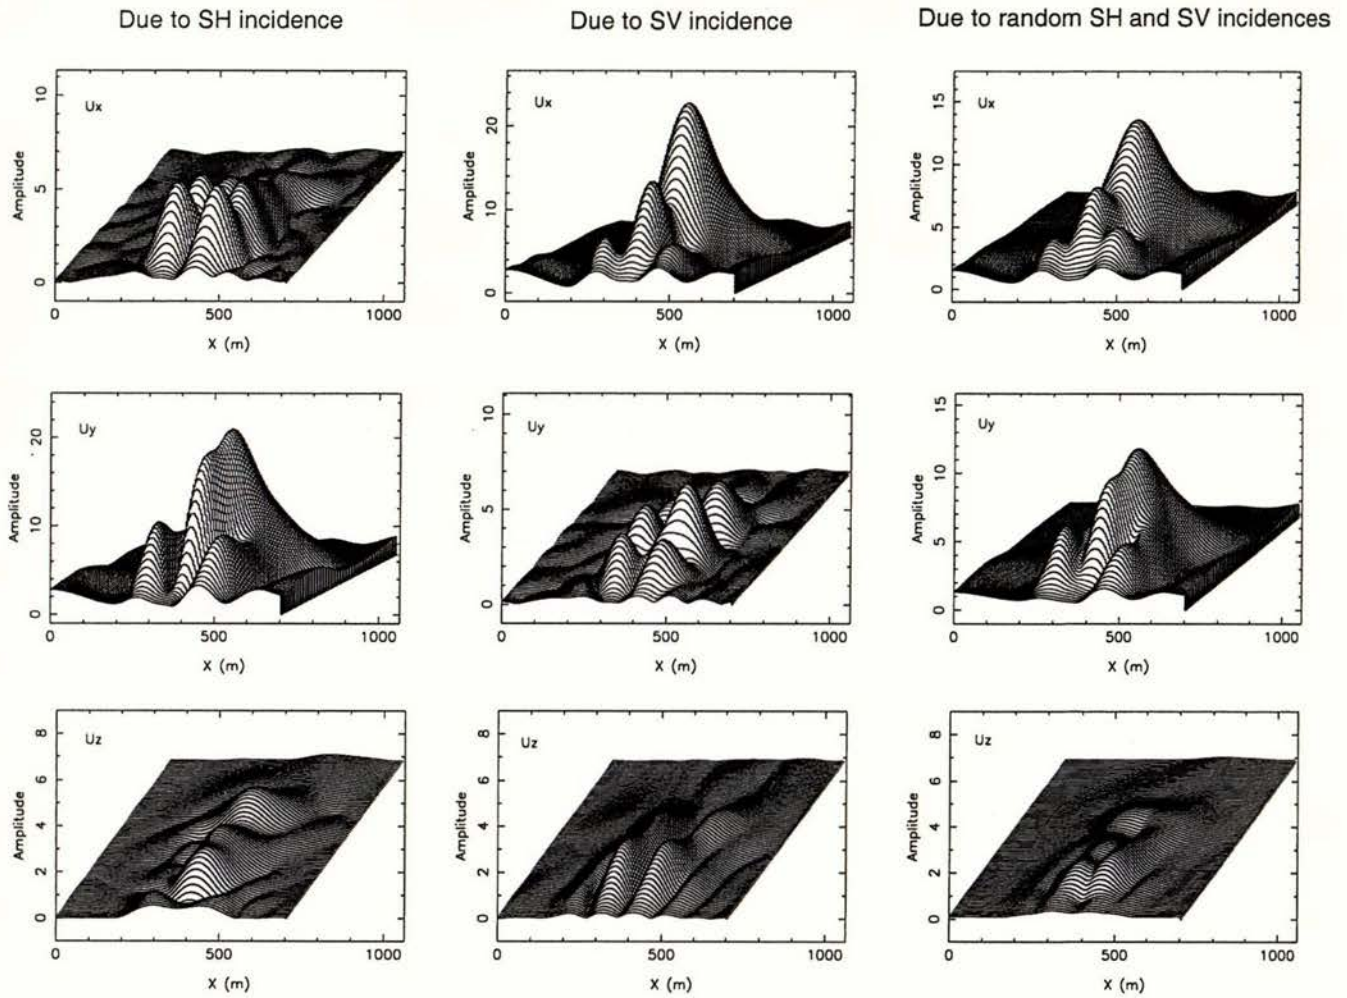 Due to SH incidence
Due to SV incidence
Due to random SH and SV incidences
Ux
Amplitude
10
5
0
0
500
1000
X (m)
Ux
Amplitude
20
10
0
0
500
1000
X (m)
Ux
Amplitude
15
10
5
0
0
500
1000
X (m)
Uy
Amplitude
20
10
0
0
500
1000
X (m)
Uy
Amplitude
10
5
0
0
500
1000
X (m)
Uy
Amplitude
15
10
5
0
0
500
1000
X (m)
Uz
Amplitude
8
6
4
2
0
0
500
1000
X (m)
Uz
Amplitude
8
6
4
2
0
0
500
1000
X (m)
Uz
Amplitude
8
6
4
2
0
0
500
1000
X (m)